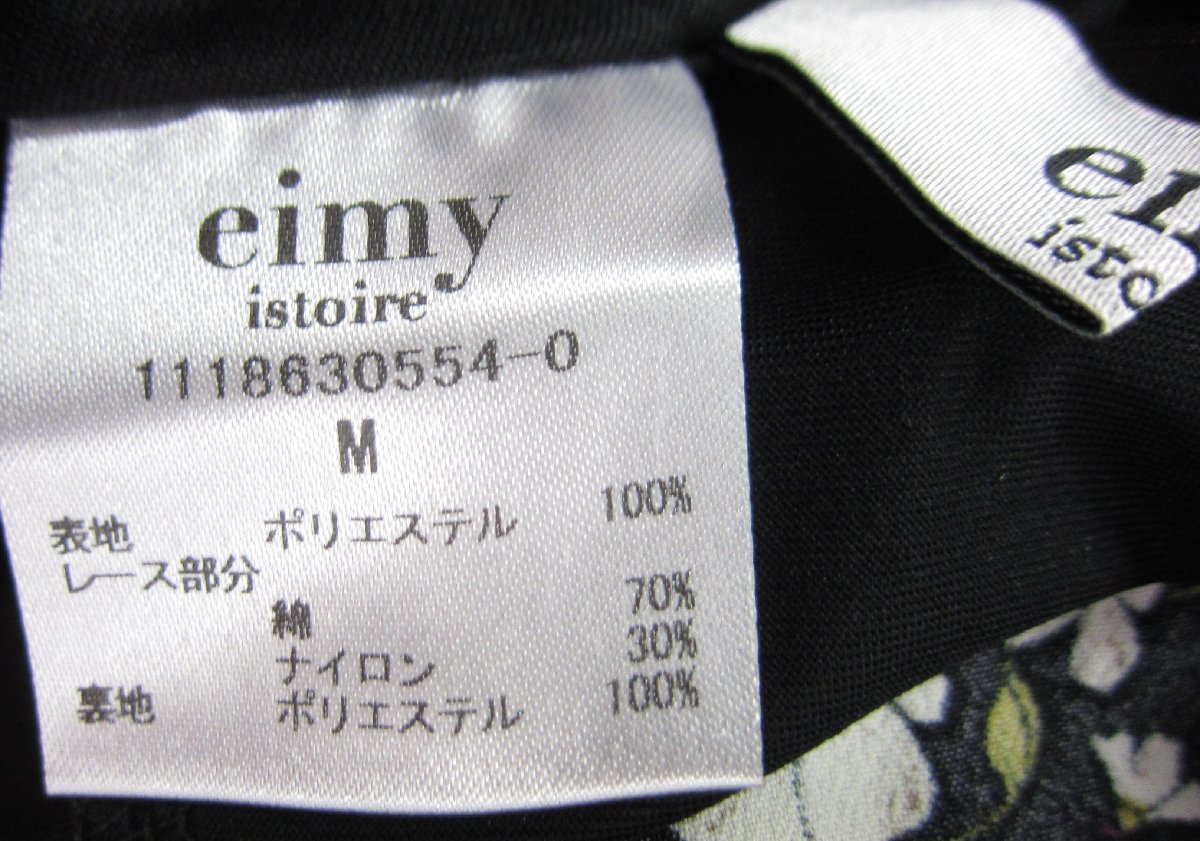 eimy
istoire
1118630554-0
M
表地 ポリエステル 100%
レース部分
綿 70%
ナイロン 30%
裏地 ポリエステル 100%